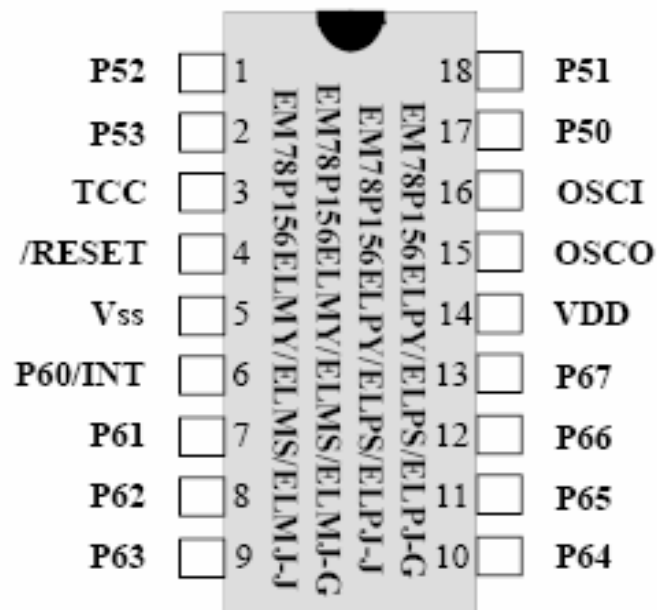 P52 1 18 P51
P53 2 17 P50
TCC 3 16 OSCI
/RESET 4 15 OSCO
Vss 5 14 VDD
P60/INT 6 13 P67
P61 7 12 P66
P62 8 11 P65
P63 9 10 P64
EM78P156ELMY/ELMS/ELMJ-J
EM78P156ELMY/ELMS/ELMJ-G
EM78P156ELPY/ELPS/ELPJ-J
EM78P156ELPY/ELPS/ELPJ-G